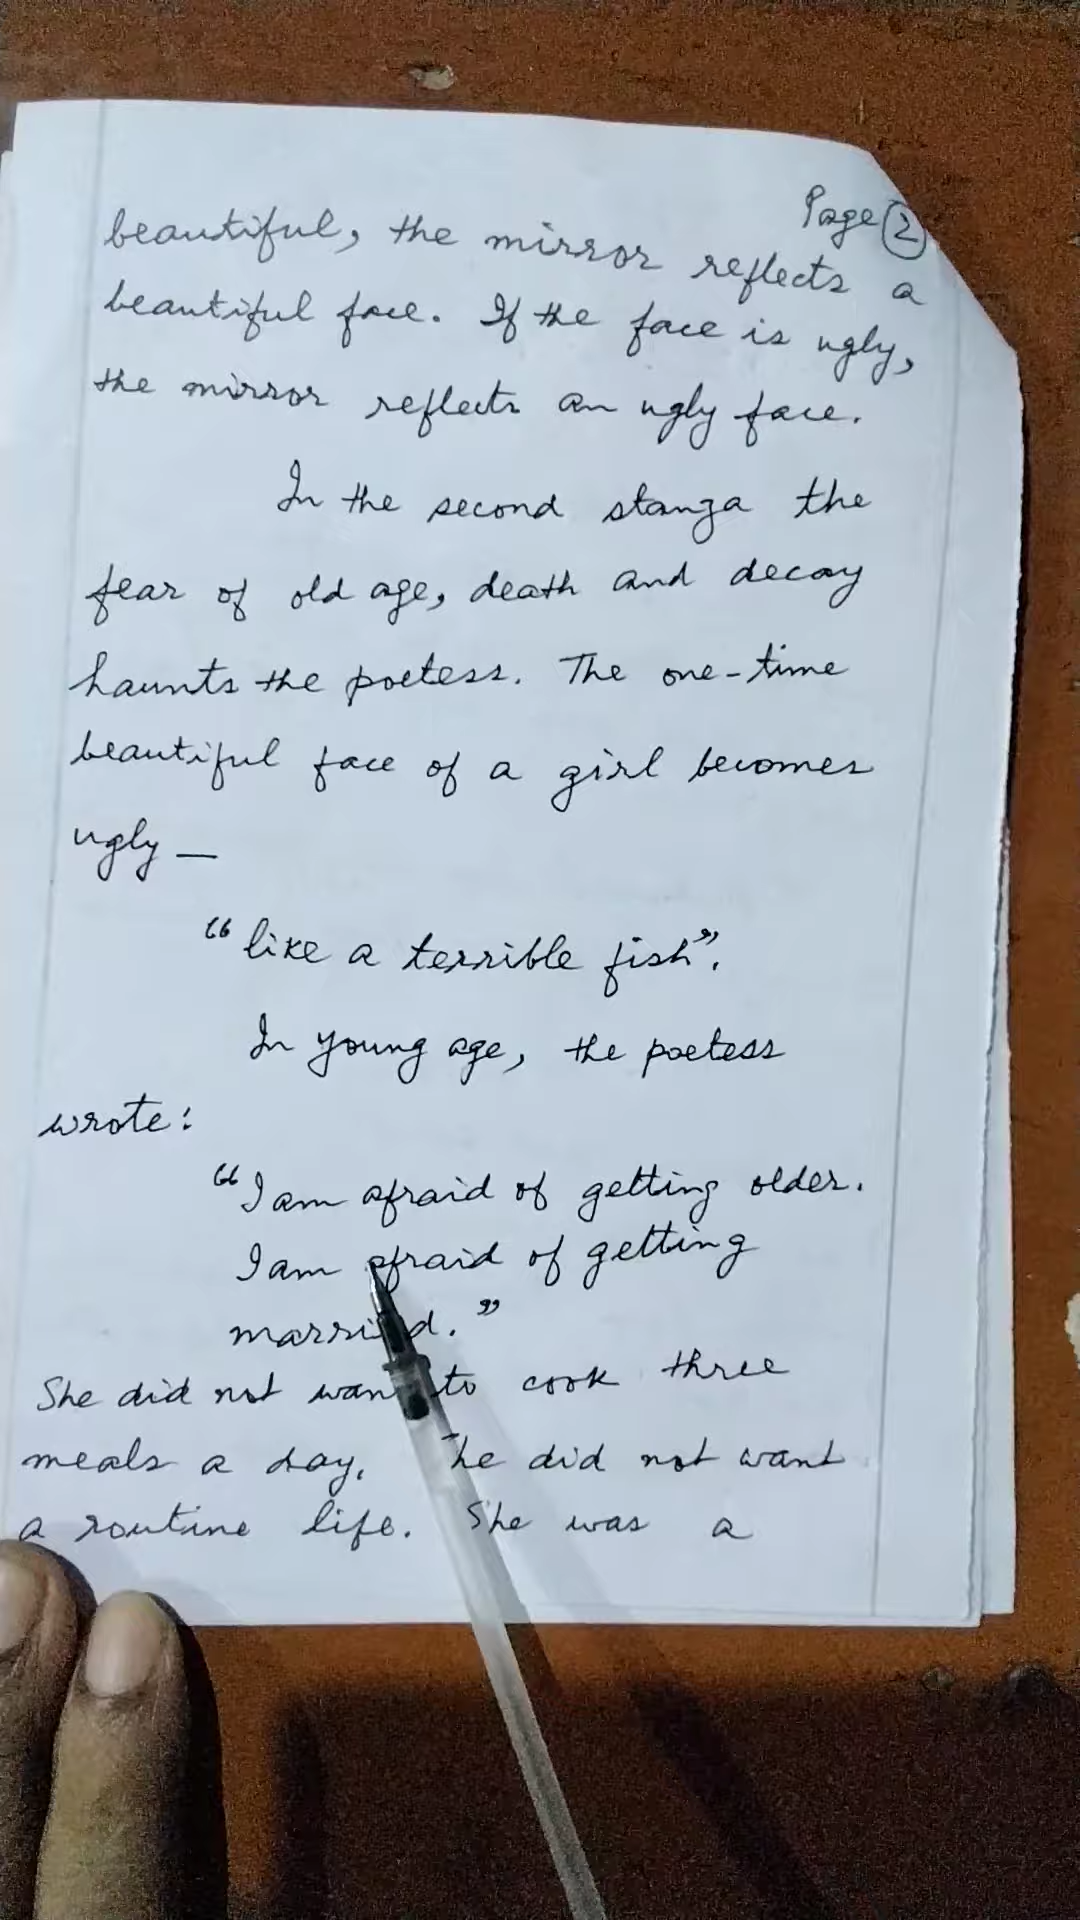 Page 2
beautiful, the mirror reflects a
beautiful face. If the face is ugly,
the mirror reflects an ugly face.
In the second stanza the
fear of old age, death and decay
haunts the poetess. The one-time
beautiful face of a girl becomes
ugly —
"like a terrible fish".
In young age, the poetess
wrote:
"I am afraid of getting older.
I am afraid of getting
married."
She did not want to cook three
meals a day. She did not want
a routine life. She was a